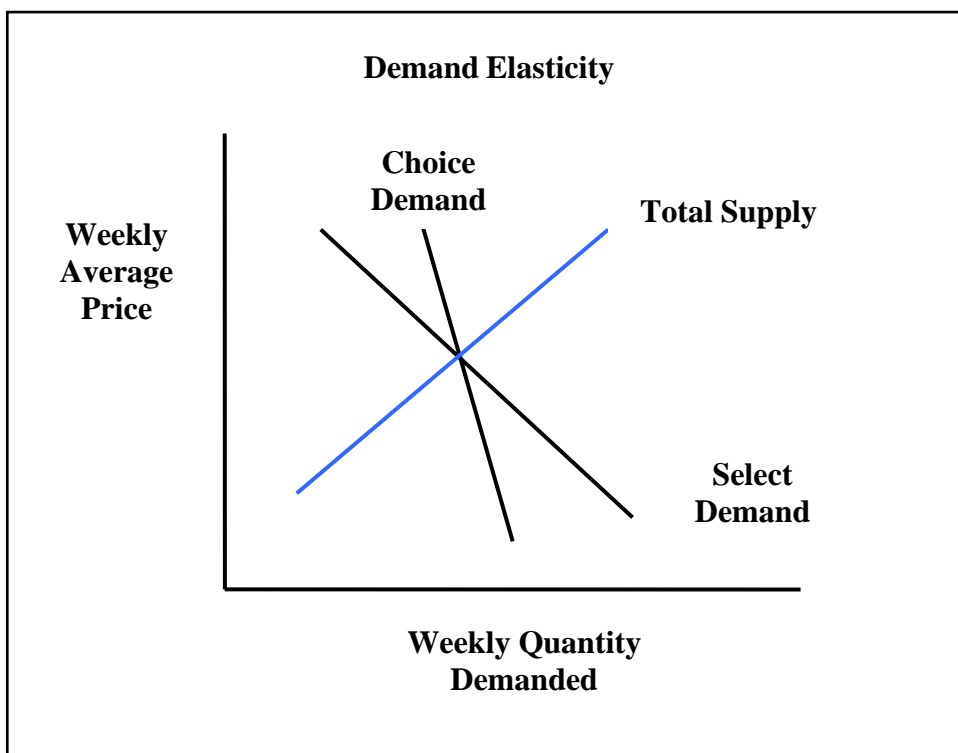 Demand Elasticity
Choice
Demand
Total Supply
Weekly
Average
Price
Select
Demand
Weekly Quantity
Demanded